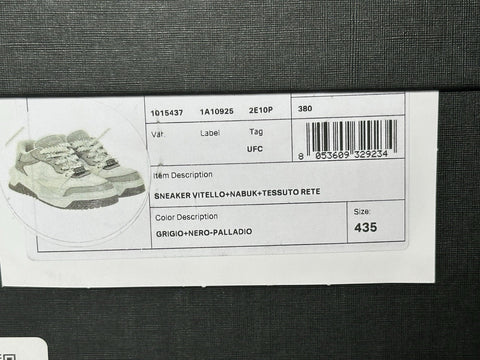 1015437 1A10925 2E10P 380
Var. Label Tag
UFC
8 053609 329234
Item Description
SNEAKER VITELLO+NABUK+TESSUTO RETE
Color Description Size:
GRIGIO+NERO-PALLADIO 435